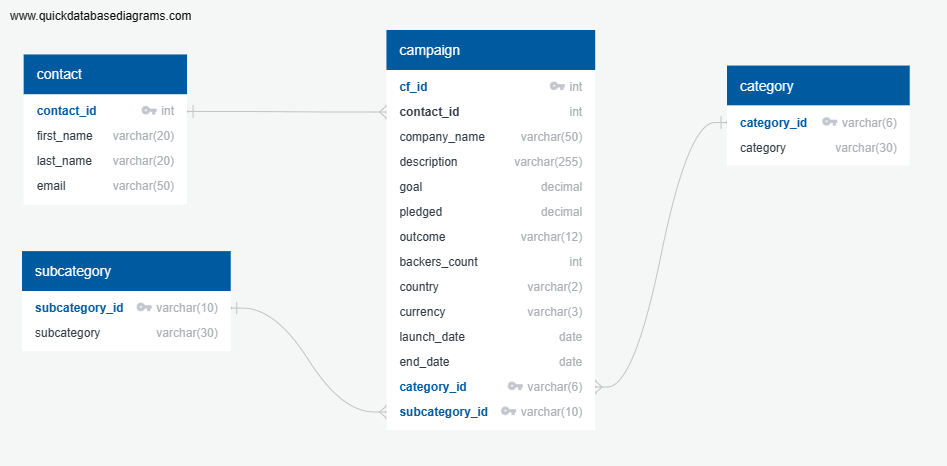 www.quickdatabasediagrams.com
contact
contact_id int
first_name varchar(20)
last_name varchar(20)
email varchar(50)
subcategory
subcategory_id varchar(10)
subcategory varchar(30)
campaign
cf_id int
contact_id int
company_name varchar(50)
description varchar(255)
goal decimal
pledged decimal
outcome varchar(12)
backers_count int
country varchar(2)
currency varchar(3)
launch_date date
end_date date
category_id varchar(6)
subcategory_id varchar(10)
category
category_id varchar(6)
category varchar(30)